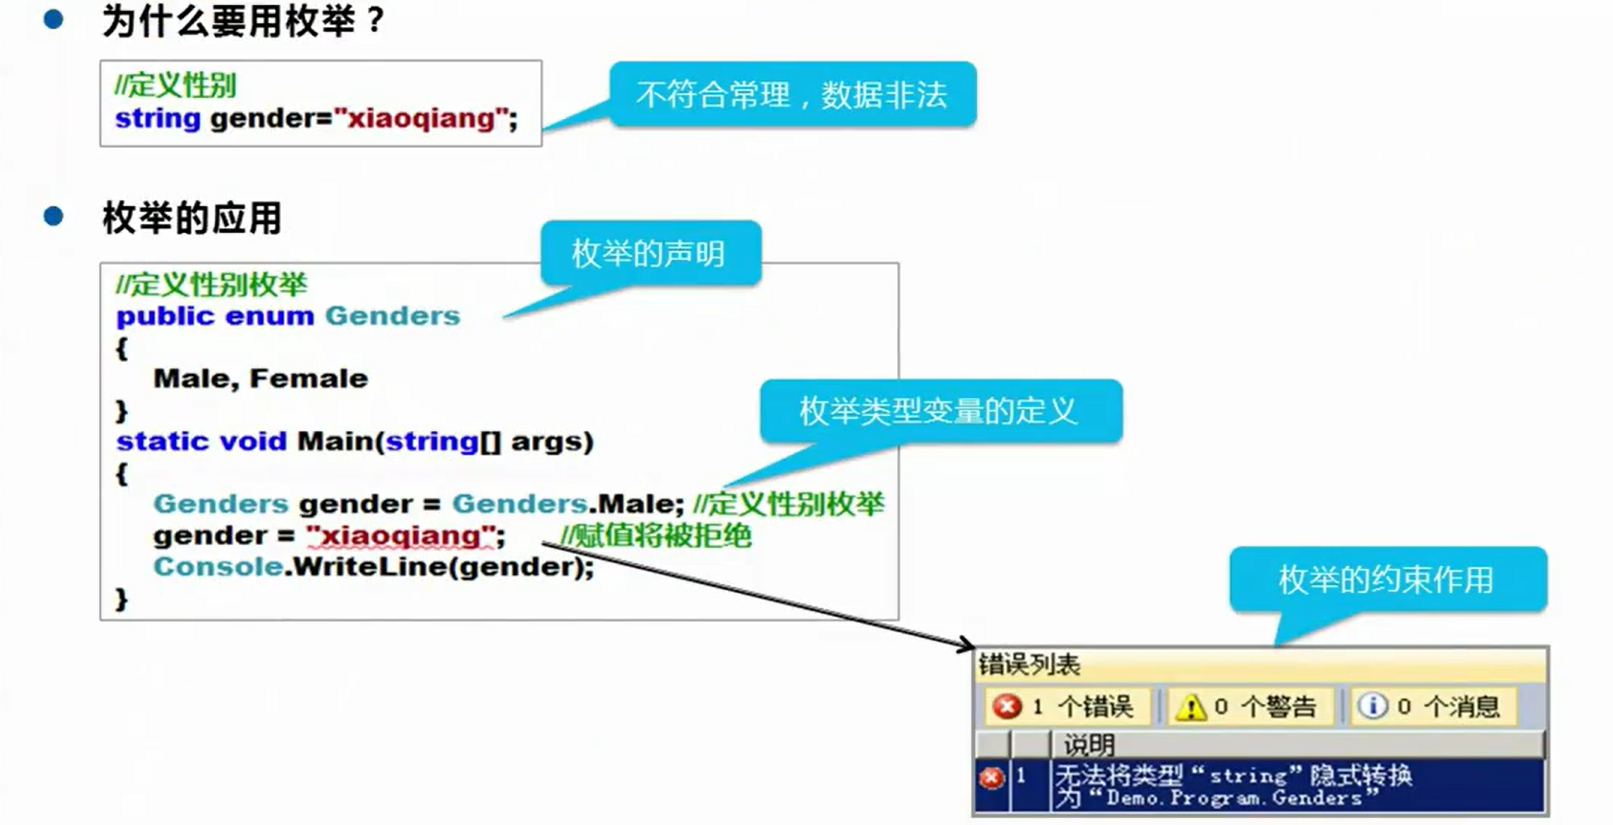 为什么要用枚举？
//定义性别
string gender="xiaoqiang";
不符合常理，数据非法
枚举的应用
枚举的声明
//定义性别枚举
public enum Genders
{
Male, Female
}
枚举类型变量的定义
static void Main(string[] args)
{
Genders gender = Genders.Male; //定义性别枚举
gender = "xiaoqiang"; //赋值将被拒绝
Console.WriteLine(gender);
}
枚举的约束作用
错误列表
1 个错误 0 个警告 0 个消息
说明
1 无法将类型“string”隐式转换
为“Demo.Program.Genders”